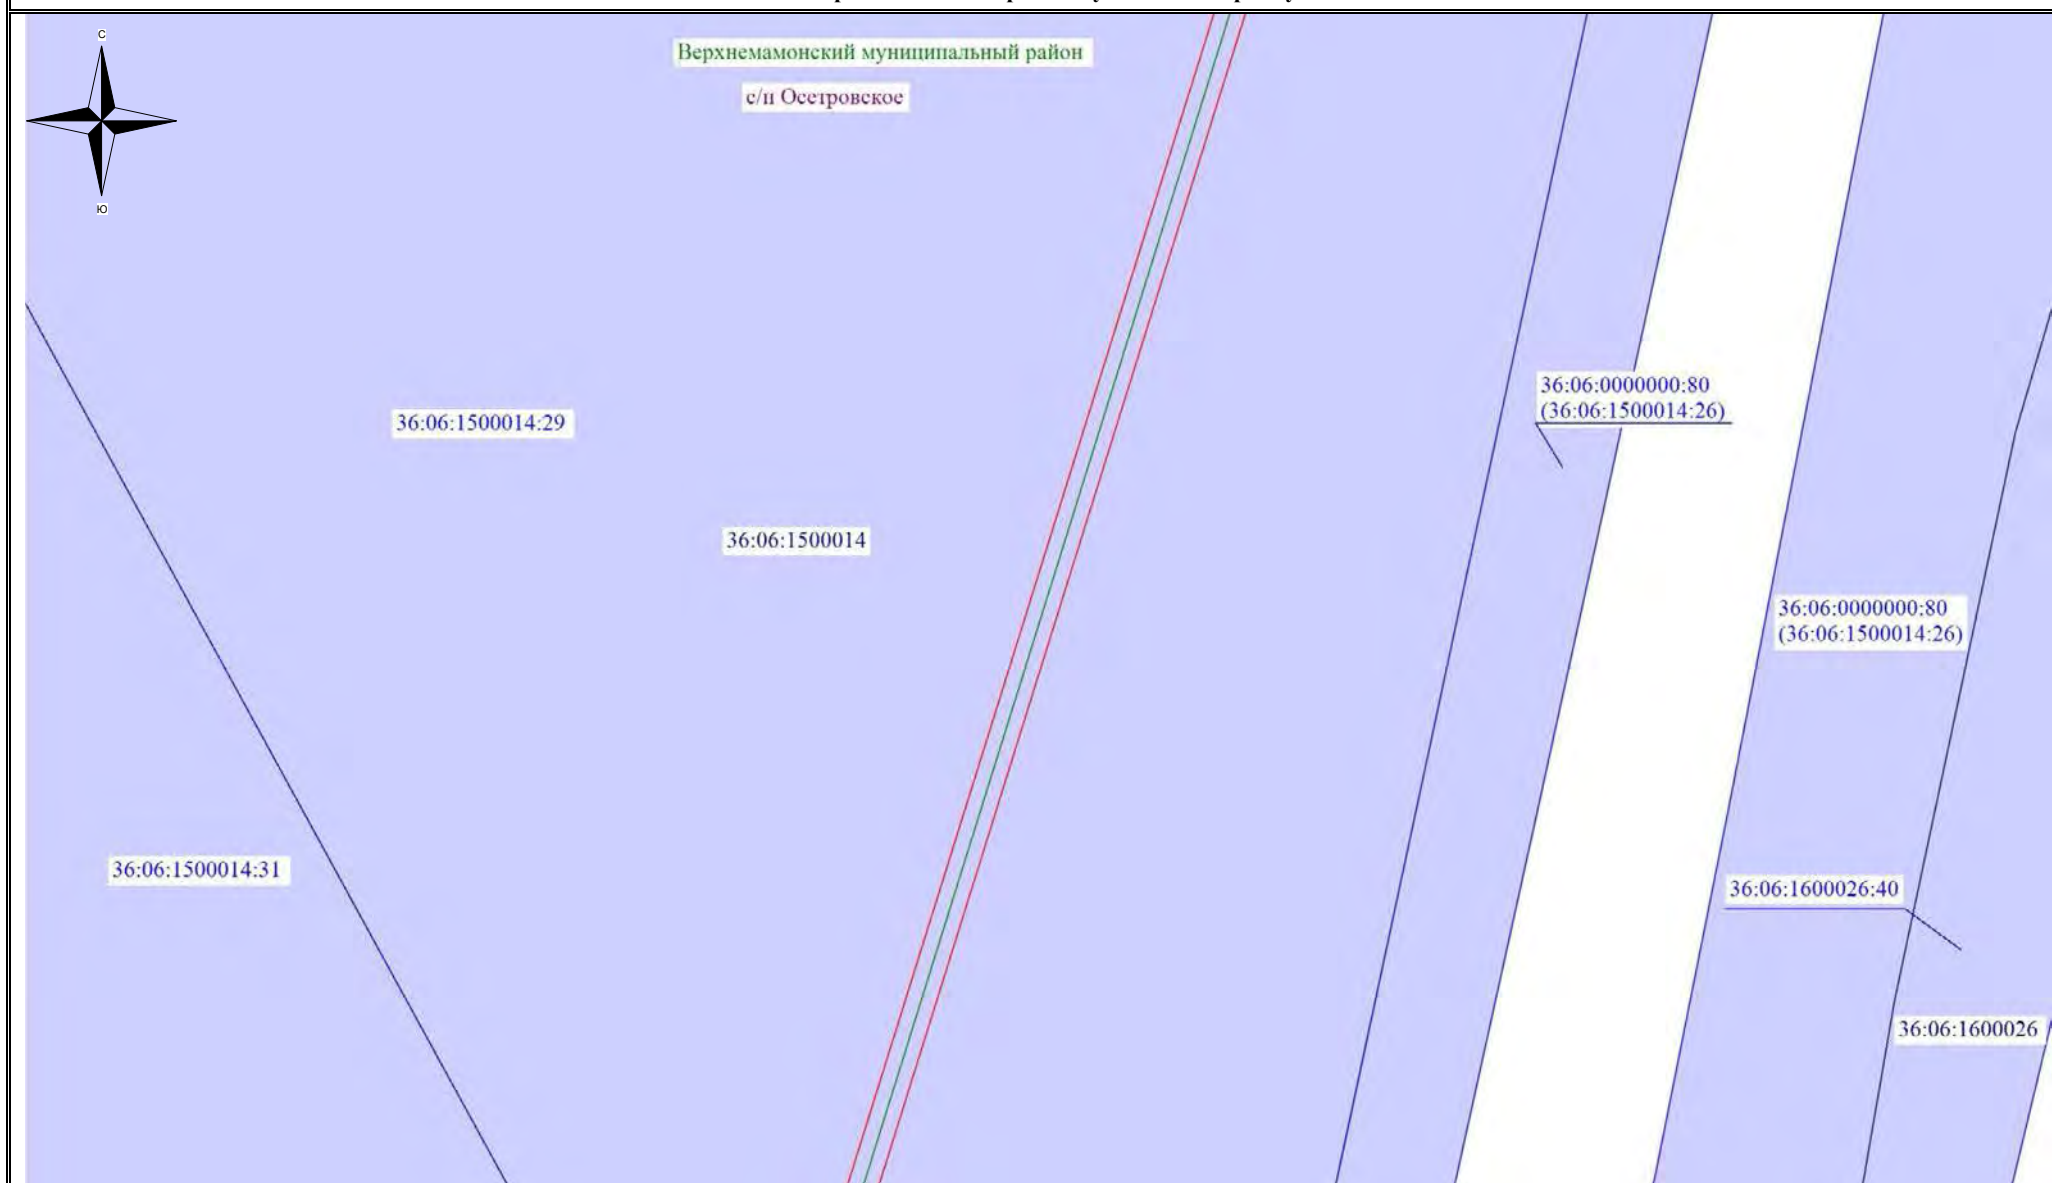 С
Верхнемамонский муниципальный район
с/п Осетровское
Ю
36:06:0000000:80
(36:06:1500014:26)
36:06:1500014:29
36:06:1500014
36:06:0000000:80
(36:06:1500014:26)
36:06:1500014:31
36:06:1600026:40
36:06:1600026